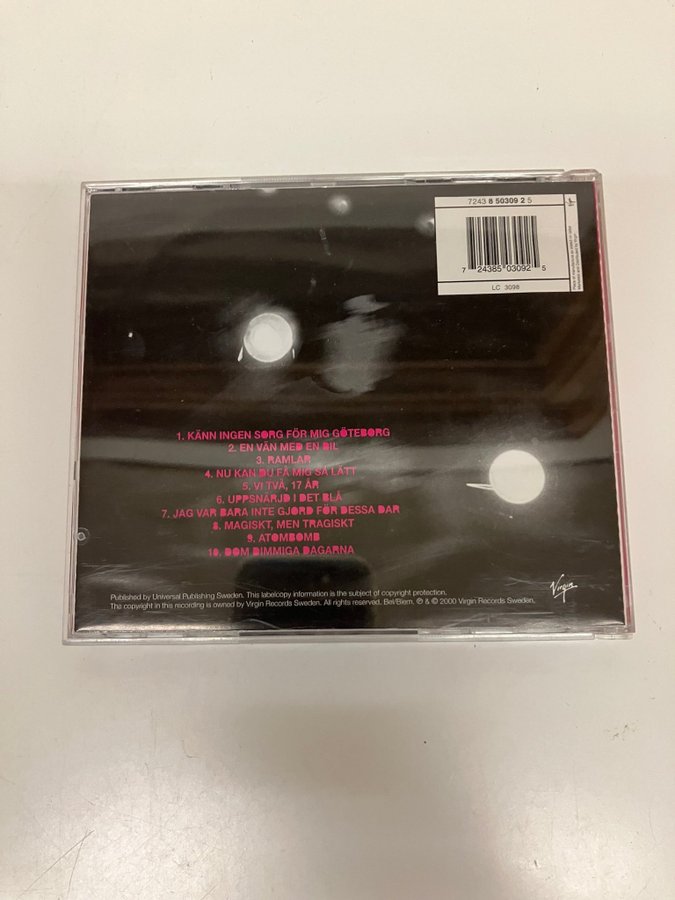 7243 8 50309 2 5
7 24385 03092 5
LC 3098
1. KÄNN INGEN SORG FÖR MIG GÖTEBORG
2. EN VÄN MED EN BIL
3. RAMLAR
4. NU KAN DU FÅ MIG SÅ LÄTT
5. VI TVÅ, 17 ÅR
6. UPPSNÄRJD I DET BLÅ
7. JAG VAR BARA INTE GJORD FÖR DESSA DAR
8. MAGISKT, MEN TRAGISKT
9. ATOMBOMB
10. DOM DIMMIGA DAGARNA
Published by Universal Publishing Sweden. This labelcopy information is the subject of copyright protection.
The copyright in this recording is owned by Virgin Records Sweden. All rights reserved. Bel/Biem. ℗ & © 2000 Virgin Records Sweden.
Virgin